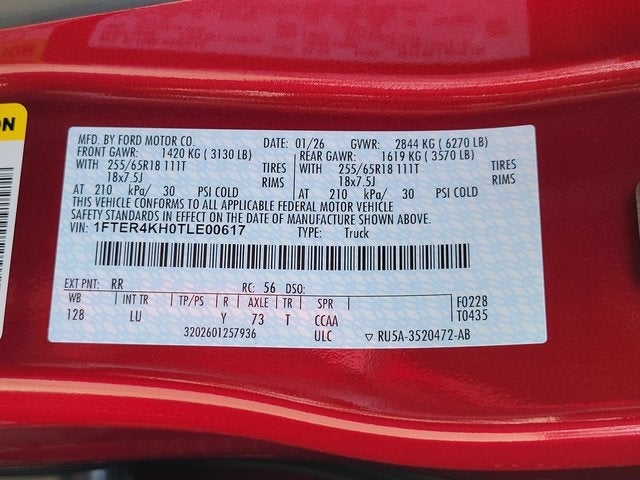 ON
MFD. BY FORD MOTOR CO. DATE: 01/26 GVWR: 2844 KG ( 6270 LB)
FRONT GAWR: 1420 KG ( 3130 LB) REAR GAWR: 1619 KG ( 3570 LB)
WITH 255/65R18 111T TIRES WITH 255/65R18 111T TIRES
18x7.5J RIMS 18x7.5J RIMS
AT 210 kPa/ 30 PSI COLD AT 210 kPa/ 30 PSI COLD
THIS VEHICLE CONFORMS TO ALL APPLICABLE FEDERAL MOTOR VEHICLE
SAFETY STANDARDS IN EFFECT ON THE DATE OF MANUFACTURE SHOWN ABOVE.
VIN: 1FTER4KH0TLE00617 TYPE: Truck
EXT PNT: RR RC: 56 DSO:
WB INT TR TP/PS R AXLE TR SPR F0228
128 LU Y 73 T CCAA T0435
3202601257936 ULC ▽ RU5A-3520472-AB